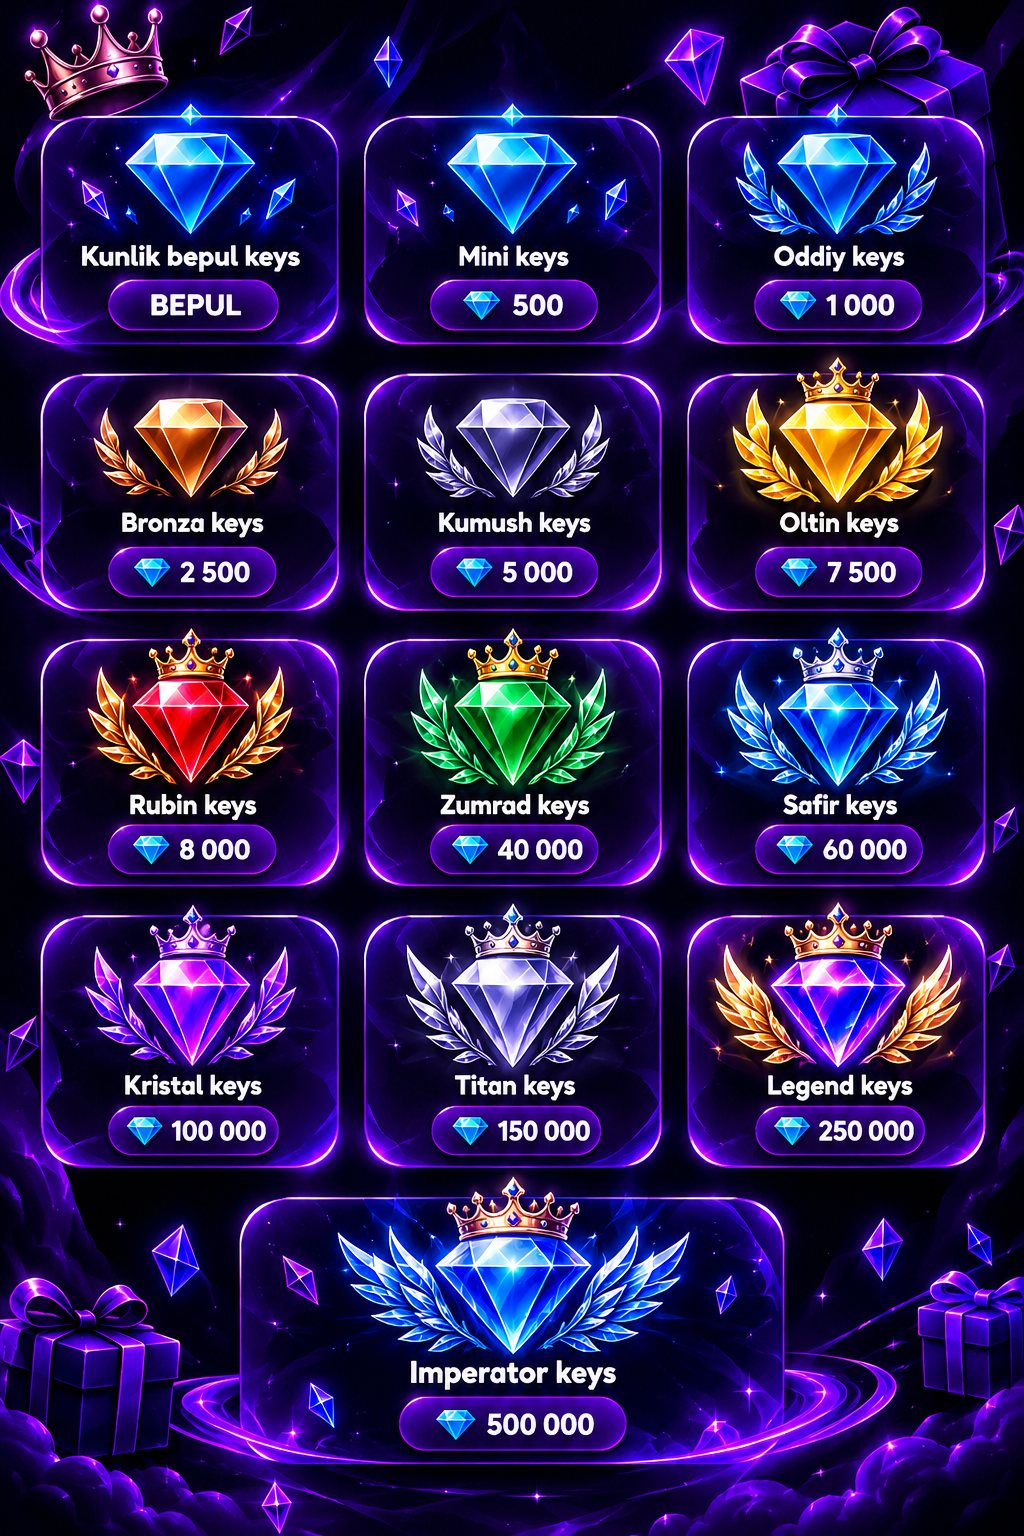 Kunlik bepul keys
BEPUL
Mini keys
500
Oddiy keys
1 000
Bronza keys
2 500
Kumush keys
5 000
Oltin keys
7 500
Rubin keys
8 000
Zumrad keys
40 000
Safir keys
60 000
Kristal keys
100 000
Titan keys
150 000
Legend keys
250 000
Imperator keys
500 000